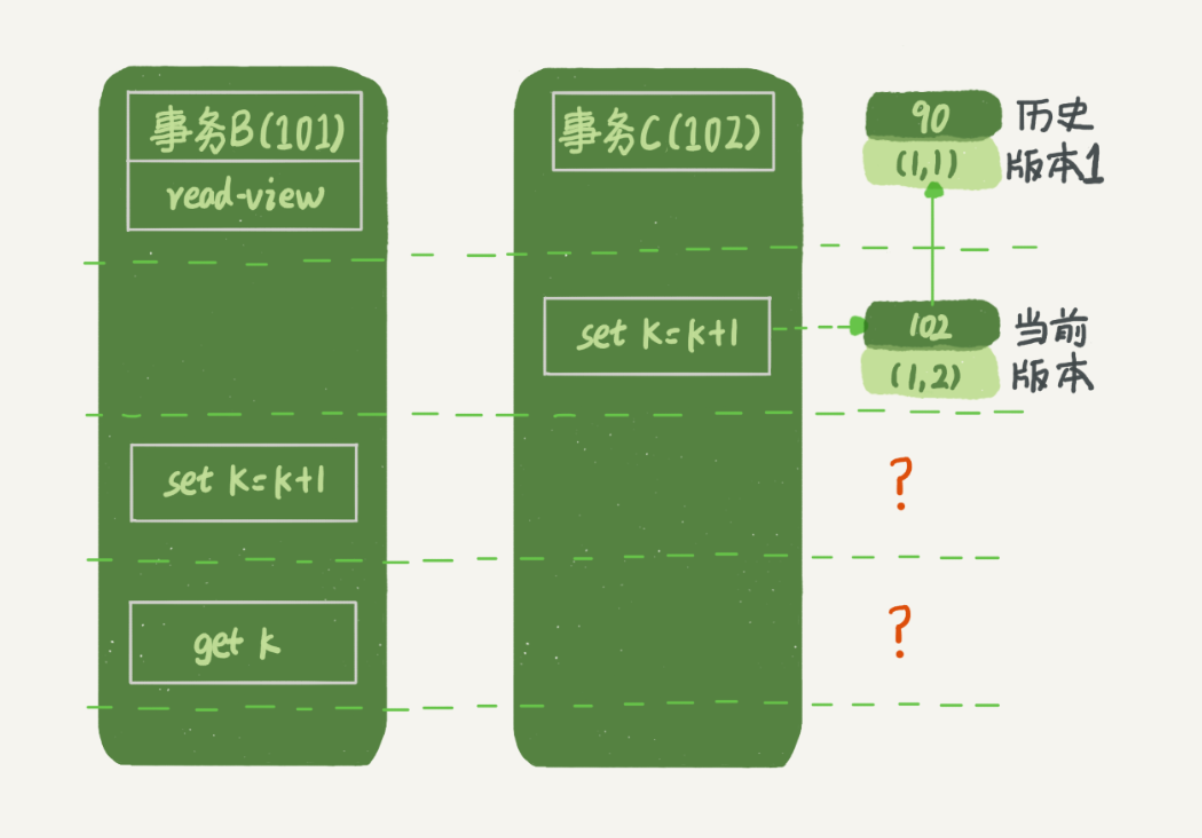 事务B(101)
read-view
事务C(102)
90
(1,1)
历史
版本1
set k=k+1
102
(1,2)
当前
版本
set k=k+1
?
get k
?